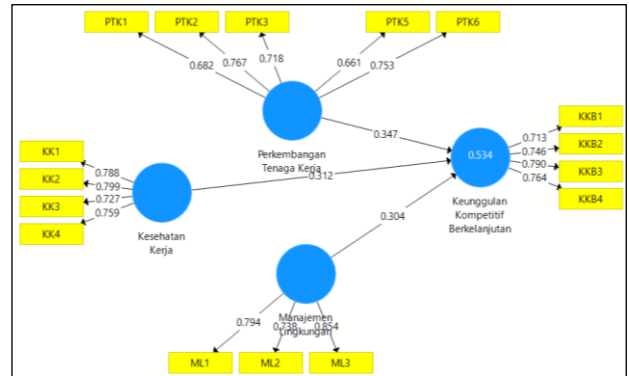 PTK1
PTK2
PTK3
PTK5
PTK6
0.682
0.767
0.718
0.661
0.753
Perkembangan
Tenaga Kerja
0.347
KK1
KK2
KK3
KK4
0.788
0.799
0.727
0.759
Kesehatan
Kerja
0.312
0.534
Keunggulan
Kompetitif
Berkelanjutan
0.713
0.746
0.790
0.764
KKB1
KKB2
KKB3
KKB4
0.304
Manajemen
Lingkungan
0.794
0.738
0.854
ML1
ML2
ML3